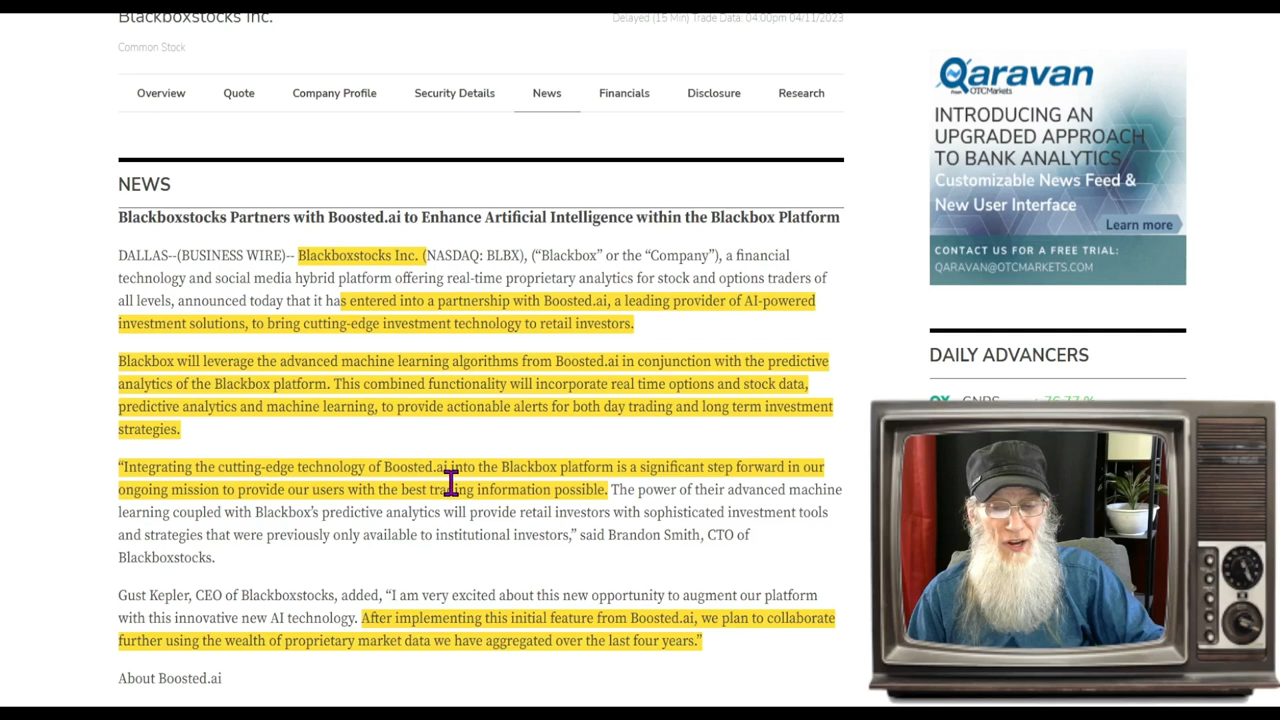 Blackboxstocks Inc.
Delayed (15 Min) Trade Data: 04:00pm 04/11/2023
Common Stock
Overview Quote Company Profile Security Details News Financials Disclosure Research
NEWS
Blackboxstocks Partners with Boosted.ai to Enhance Artificial Intelligence within the Blackbox Platform
DALLAS--(BUSINESS WIRE)-- Blackboxstocks Inc. (NASDAQ: BLBX), (“Blackbox” or the “Company”), a financial
technology and social media hybrid platform offering real-time proprietary analytics for stock and options traders of
all levels, announced today that it has entered into a partnership with Boosted.ai, a leading provider of AI-powered
investment solutions, to bring cutting-edge investment technology to retail investors.
Blackbox will leverage the advanced machine learning algorithms from Boosted.ai in conjunction with the predictive
analytics of the Blackbox platform. This combined functionality will incorporate real time options and stock data,
predictive analytics and machine learning, to provide actionable alerts for both day trading and long term investment
strategies.
“Integrating the cutting-edge technology of Boosted.ai into the Blackbox platform is a significant step forward in our
ongoing mission to provide our users with the best trading information possible. The power of their advanced machine
learning coupled with Blackbox’s predictive analytics will provide retail investors with sophisticated investment tools
and strategies that were previously only available to institutional investors,” said Brandon Smith, CTO of
Blackboxstocks.
Gust Kepler, CEO of Blackboxstocks, added, “I am very excited about this new opportunity to augment our platform
with this innovative new AI technology. After implementing this initial feature from Boosted.ai, we plan to collaborate
further using the wealth of proprietary market data we have aggregated over the last four years.”
About Boosted.ai
Qaravan
From OTCMarkets
INTRODUCING AN
UPGRADED APPROACH
TO BANK ANALYTICS
Customizable News Feed &
New User Interface
Learn more
CONTACT US FOR A FREE TRIAL:
QARAVAN@OTCMARKETS.COM
DAILY ADVANCERS